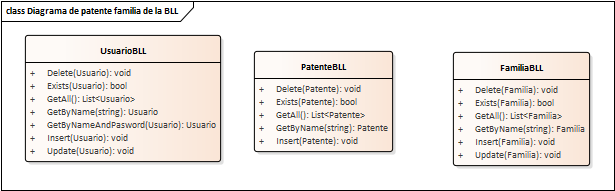 class Diagrama de patente familia de la BLL
UsuarioBLL
+ Delete(Usuario): void
+ Exists(Usuario): bool
+ GetAll(): List<Usuario>
+ GetByName(string): Usuario
+ GetByNameAndPasword(Usuario): Usuario
+ Insert(Usuario): void
+ Update(Usuario): void
PatenteBLL
+ Delete(Patente): void
+ Exists(Patente): bool
+ GetAll(): List<Patente>
+ GetByName(string): Patente
+ Insert(Patente): void
FamiliaBLL
+ Delete(Familia): void
+ Exists(Familia): bool
+ GetAll(): List<Familia>
+ GetByName(string): Familia
+ Insert(Familia): void
+ Update(Familia): void